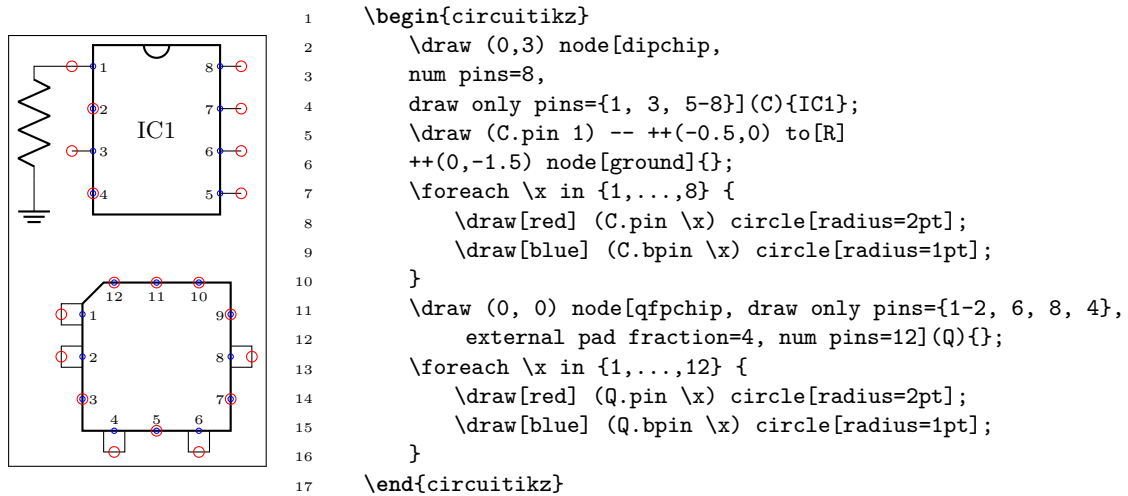 1
8
2
7
IC1
3
6
4
5
12
11
10
1
9
2
8
3
7
4
5
6
1 \begin{circuitikz}
2 \draw (0,3) node[dipchip,
3 num pins=8,
4 draw only pins={1, 3, 5-8}](C){IC1};
5 \draw (C.pin 1) -- ++(-0.5,0) to[R]
6 ++(0,-1.5) node[ground]{};
7 \foreach \x in {1,...,8} {
8 \draw[red] (C.pin \x) circle[radius=2pt];
9 \draw[blue] (C.bpin \x) circle[radius=1pt];
10 }
11 \draw (0, 0) node[qfpchip, draw only pins={1-2, 6, 8, 4},
12 external pad fraction=4, num pins=12](Q){};
13 \foreach \x in {1,...,12} {
14 \draw[red] (Q.pin \x) circle[radius=2pt];
15 \draw[blue] (Q.bpin \x) circle[radius=1pt];
16 }
17 \end{circuitikz}